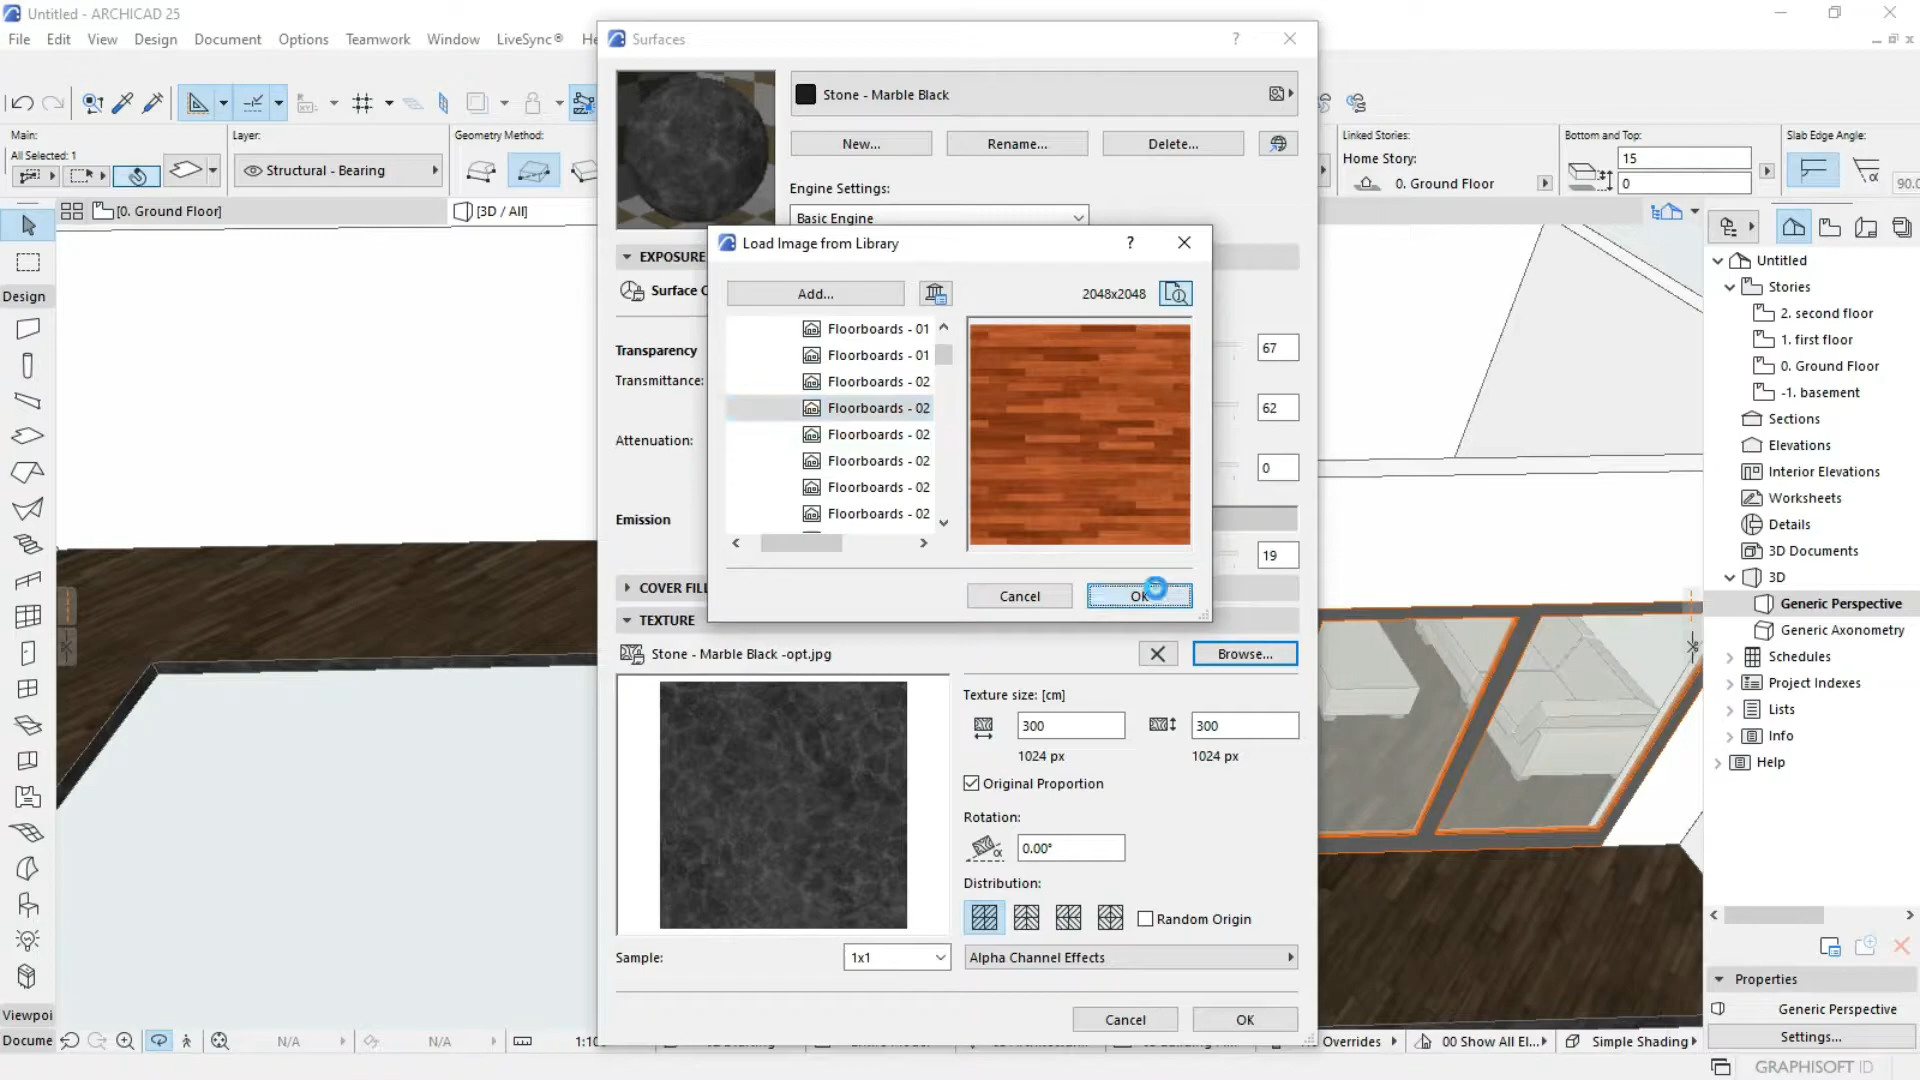 Untitled - ARCHICAD 25
File Edit View Design Document Options Teamwork Window LiveSync® He
Surfaces
?
Stone - Marble Black
New...
Rename...
Delete...
Engine Settings:
Basic Engine
Main:
All Selected: 1
Layer:
Structural - Bearing
Geometry Method:
Linked Stories:
Home Story:
0. Ground Floor
Bottom and Top:
15
0
Slab Edge Angle:
90.0
[0. Ground Floor]
[3D / All]
Load Image from Library
?
Add...
2048x2048
Floorboards - 01
Floorboards - 01
Floorboards - 02
Floorboards - 02
Floorboards - 02
Floorboards - 02
Floorboards - 02
Floorboards - 02
Cancel
OK
EXPOSURE
Surface C
Transparency
67
Transmittance:
62
Attenuation:
0
Emission
19
COVER FILL
TEXTURE
Stone - Marble Black -opt.jpg
Browse...
Texture size: [cm]
300
300
1024 px
1024 px
Original Proportion
Rotation:
α
0.00°
Distribution:
Random Origin
Sample:
1x1
Alpha Channel Effects
Cancel
OK
Design
Viewpoi
Docume
N/A
N/A
1:10
Overrides
00 Show All El...
Simple Shading
Untitled
Stories
2. second floor
1. first floor
0. Ground Floor
-1. basement
Sections
Elevations
Interior Elevations
Worksheets
Details
3D Documents
3D
Generic Perspective
Generic Axonometry
Schedules
Project Indexes
Lists
Info
Help
Properties
Generic Perspective
Settings...
GRAPHISOFT ID